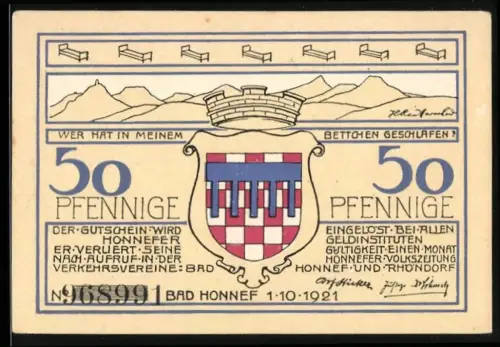 WER HAT IN MEINEM BETTCHEN GESCHLAFEN?
50 50
PFENNIGE PFENNIGE
DER·GUTSCHEIN·WIRD EINGELÖST·BEI·ALLEN
HONNEFER GELDINSTITUTEN
ER·VERLIERT·SEINE GÜLTIGKEIT·EINEN·MONAT
NACH·AUFRUF·IN·DER HONNEFER·VOLKSZEITUNG
VERKEHRSVEREINE:BAD HONNEF·UND·RHÖNDORF
No 968991 BAD HONNEF 1·10·1921